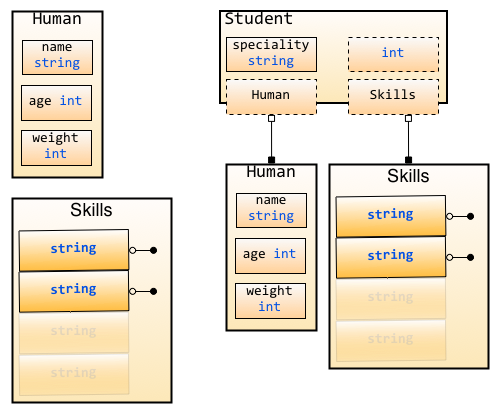 Human
name
string
age int
weight
int
Skills
string
string
string
string
Student
speciality
string
int
Human
Skills
Human
name
string
age int
weight
int
Skills
string
string
string
string